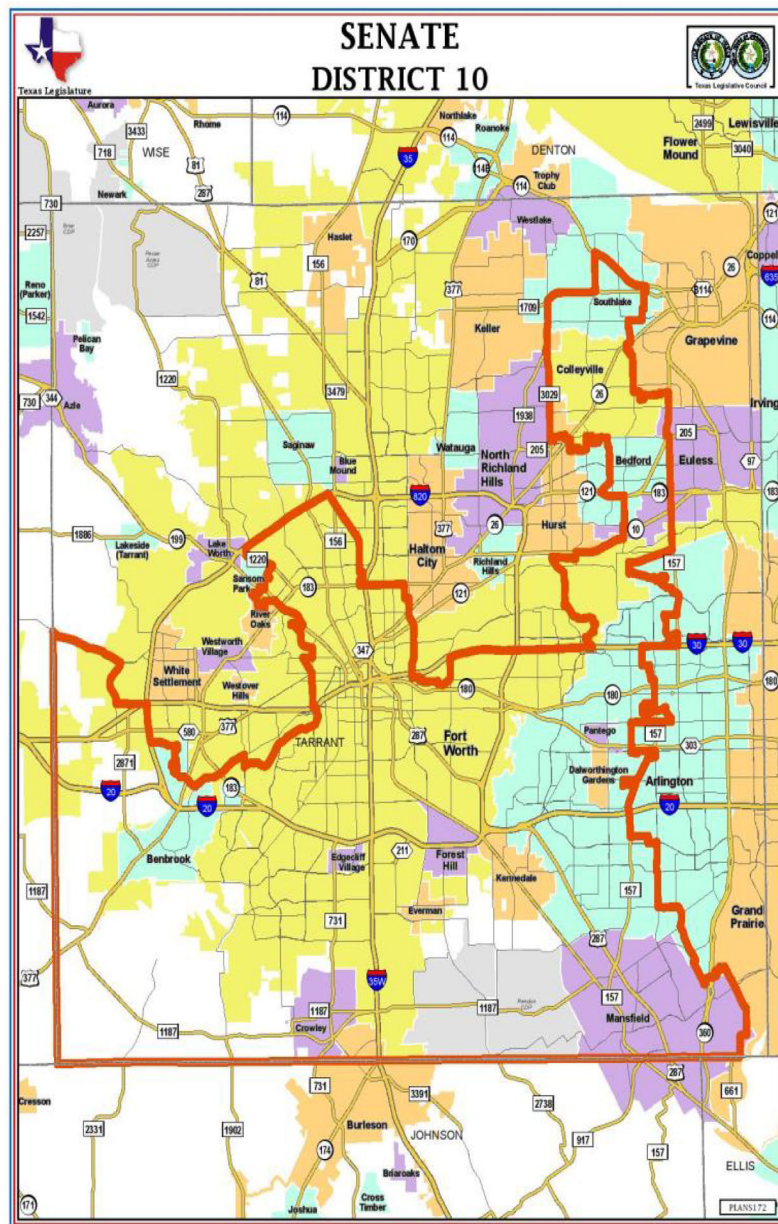 SENATE
DISTRICT 10
Texas Legislature
Texas Legislative Council
Aurora
Rhome
114
Northlake
114
Roanoke
DENTON
2499
Lewisville
Flower
Mound
3040
3433
718
WISE
81
287
35
114B
Trophy
Club
114
Newark
730
2257
Westlake
121
Haslet
170
156
26
Coppell
635
Reno
(Parker)
1542
81
377
Southlake
1709
114
Keller
Grapevine
Pelican
Bay
1220
Colleyville
344
730
Azle
3479
3029
26
1938
Irving
Saginaw
Blue
Mound
Watauga
North
Richland
Hills
205
Bedford
205
Euless
97
820
121
183
183
377
26
Hurst
10
1886
Lakeside
(Tarrant)
199
Lake
Worth
156
Haltom
City
Richland
Hills
1220
Sansom
Park
183
121
157
River
Oaks
Westworth
Village
347
30
30
White
Settlement
Westover
Hills
180
180
180
580
377
287
Fort
Worth
Pantego
157
303
TARRANT
2871
Dalworthington
Gardens
Arlington
20
20
183
20
Benbrook
Edgecliff
Village
211
Forest
Hill
Kennedale
1187
731
Everman
157
Grand
Prairie
287
377
35W
1187
1187
157
1187
Crowley
Mansfield
360
Cresson
731
3391
2738
287
661
2331
1902
Burleson
JOHNSON
917
157
174
ELLIS
Briaroaks
171
Joshua
Cross
Timber
PLANS172